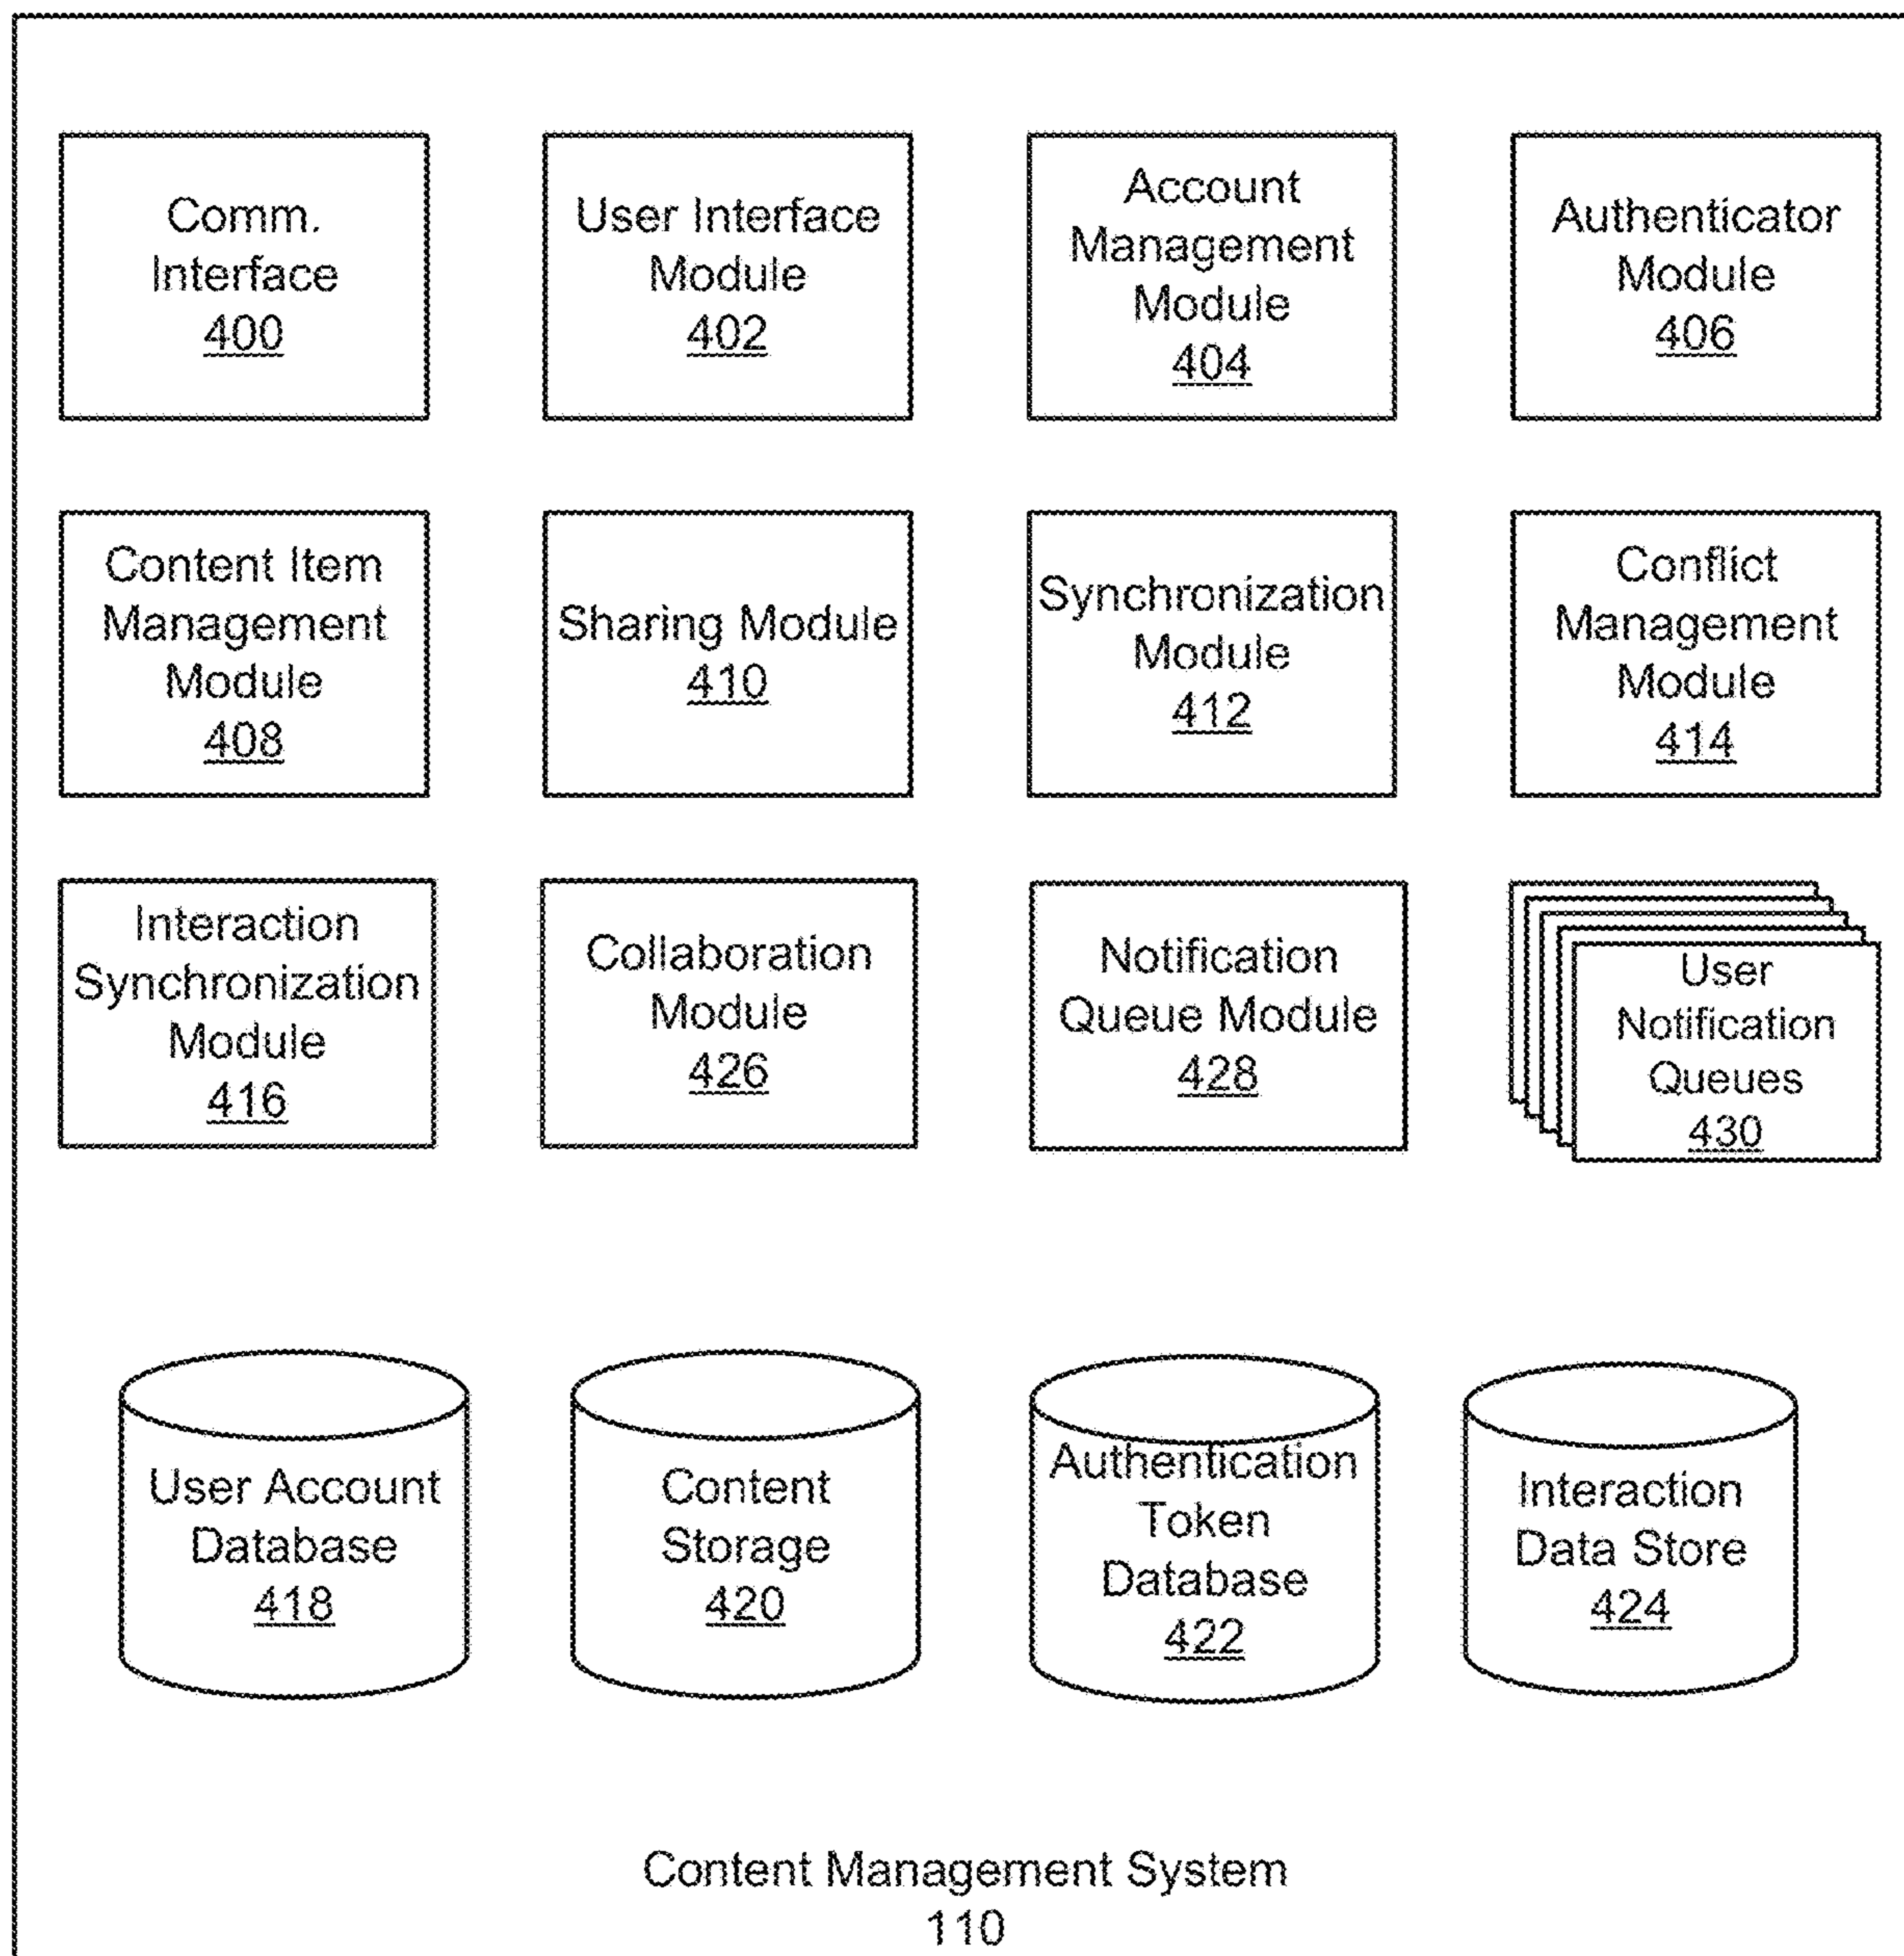 Comm.
Interface
400
User Interface
Module
402
Account
Management
Module
404
Authenticator
Module
406
Content Item
Management
Module
408
Sharing Module
410
Synchronization
Module
412
Conflict
Management
Module
414
Interaction
Synchronization
Module
416
Collaboration
Module
426
Notification
Queue Module
428
User
Notification
Queues
430
User Account
Database
418
Content
Storage
420
Authentication
Token
Database
422
Interaction
Data Store
424
Content Management System
110